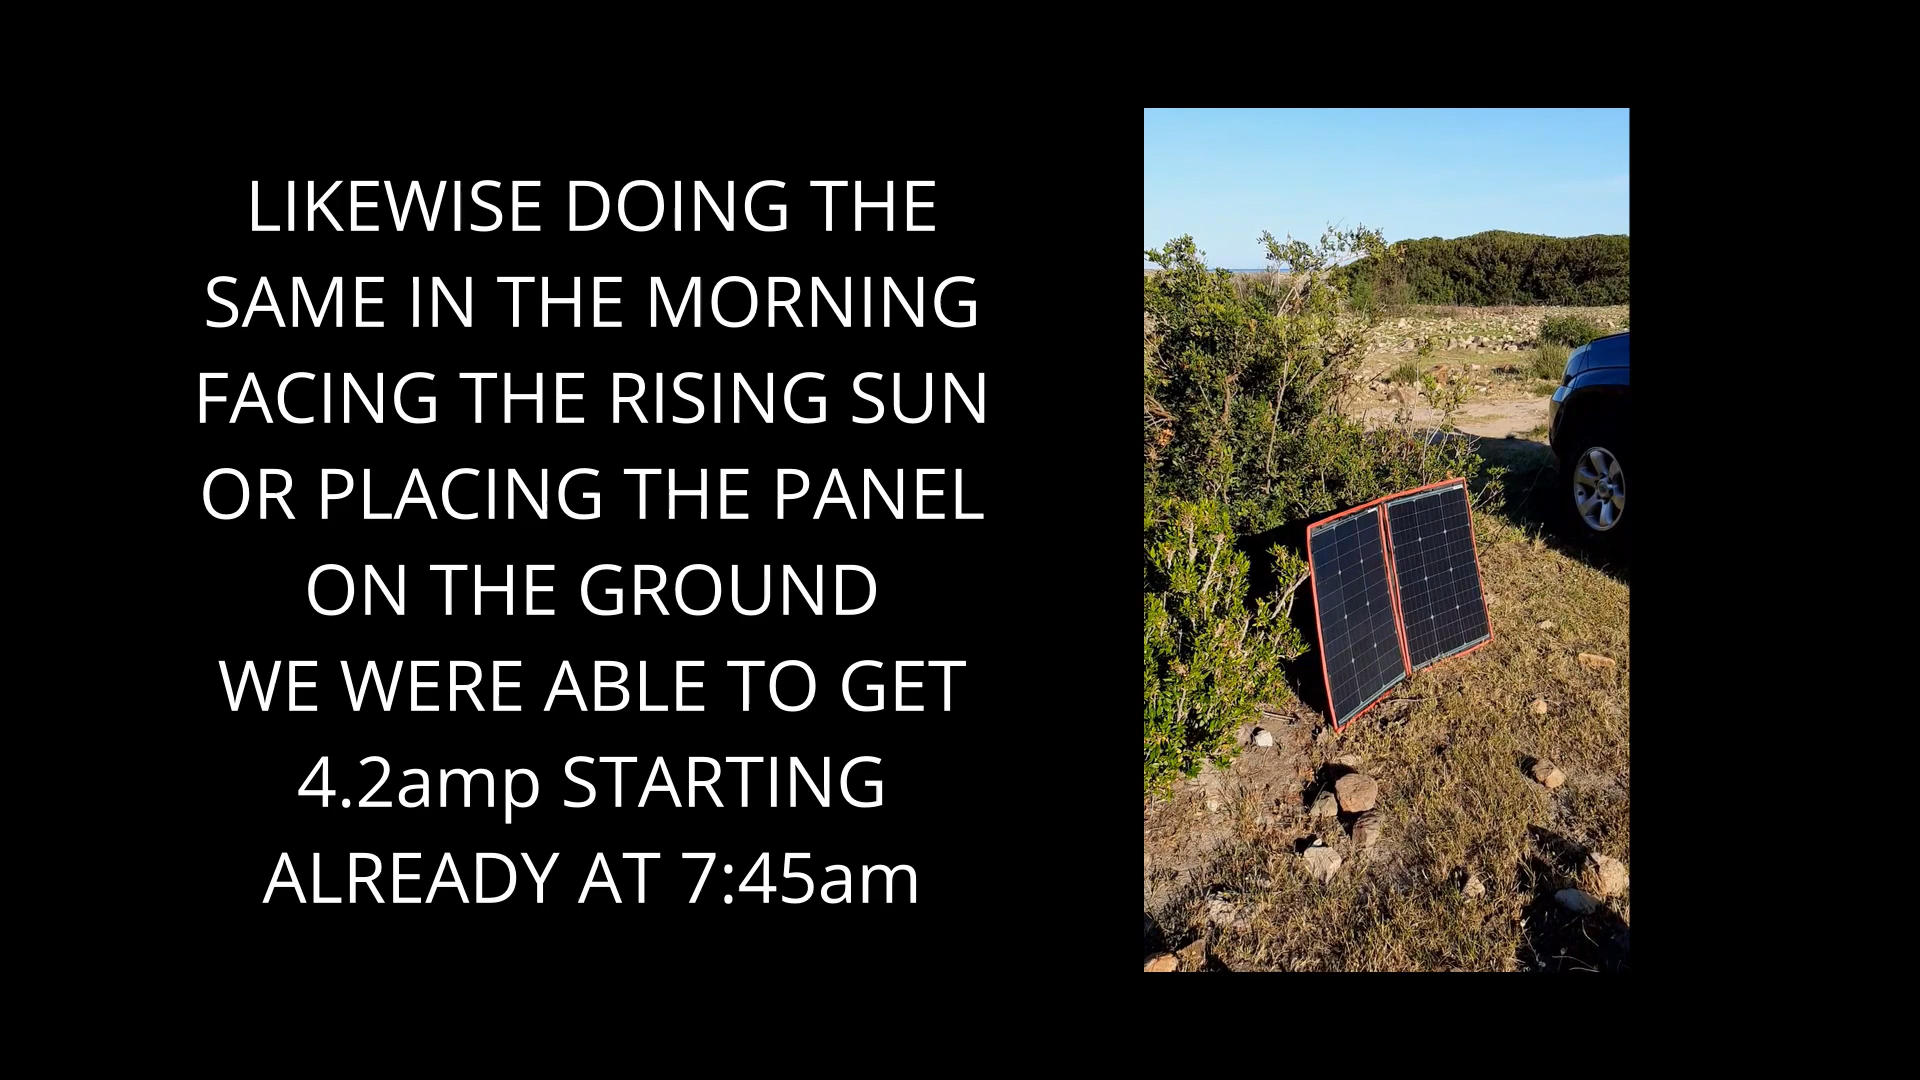 LIKEWISE DOING THE
SAME IN THE MORNING
FACING THE RISING SUN
OR PLACING THE PANEL
ON THE GROUND
WE WERE ABLE TO GET
4.2amp STARTING
ALREADY AT 7:45am